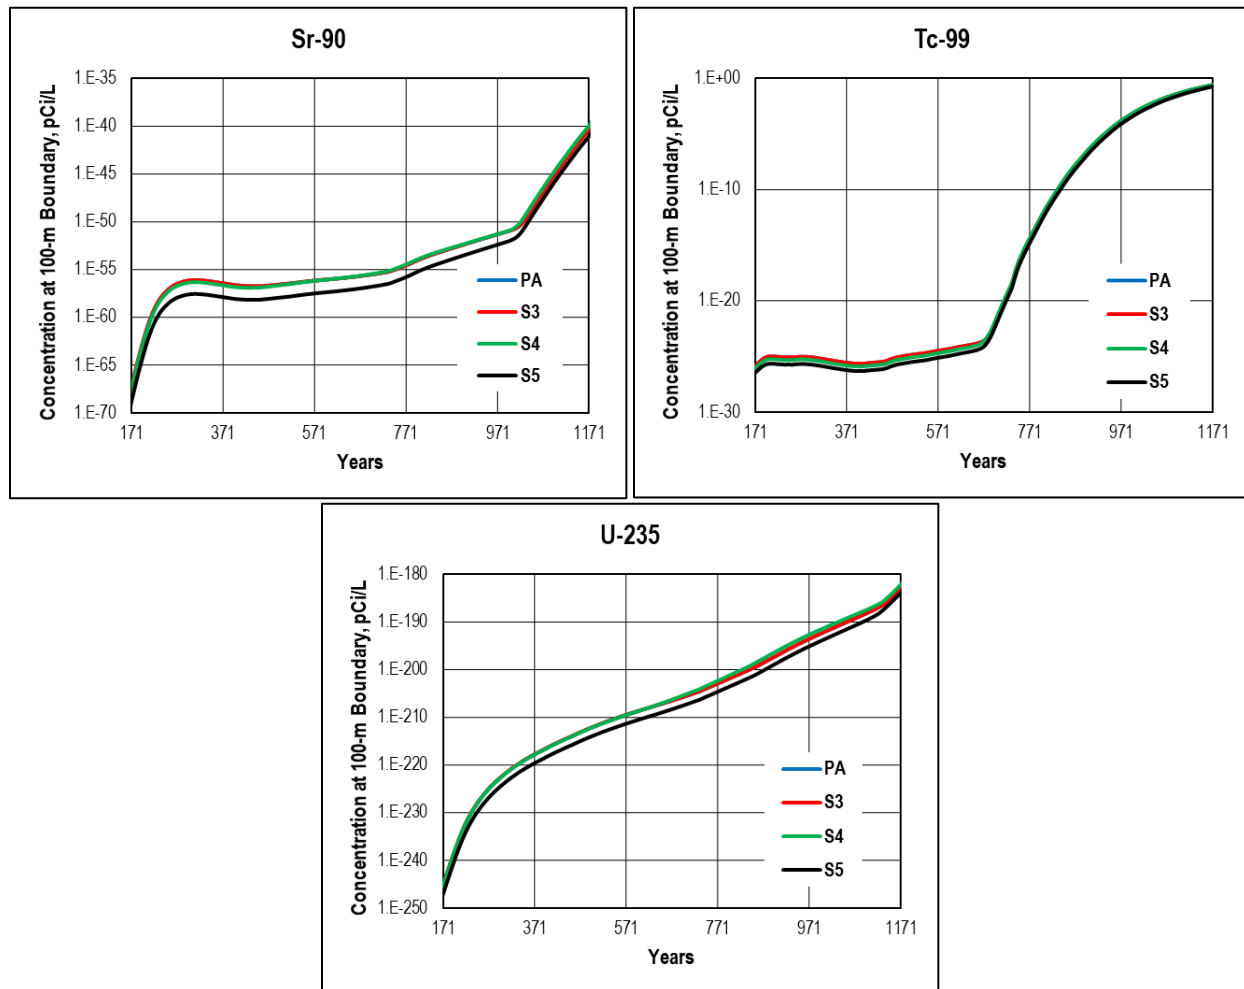 Sr-90
Concentration at 100-m Boundary, pCi/L
1.E-35
1.E-40
1.E-45
1.E-50
1.E-55
1.E-60
1.E-65
1.E-70
171
371
571
771
971
1171
Years
PA
S3
S4
S5
Tc-99
Concentration at 100-m Boundary, pCi/L
1.E+00
1.E-10
1.E-20
1.E-30
171
371
571
771
971
1171
Years
PA
S3
S4
S5
U-235
Concentration at 100-m Boundary, pCi/L
1.E-180
1.E-190
1.E-200
1.E-210
1.E-220
1.E-230
1.E-240
1.E-250
171
371
571
771
971
1171
Years
PA
S3
S4
S5